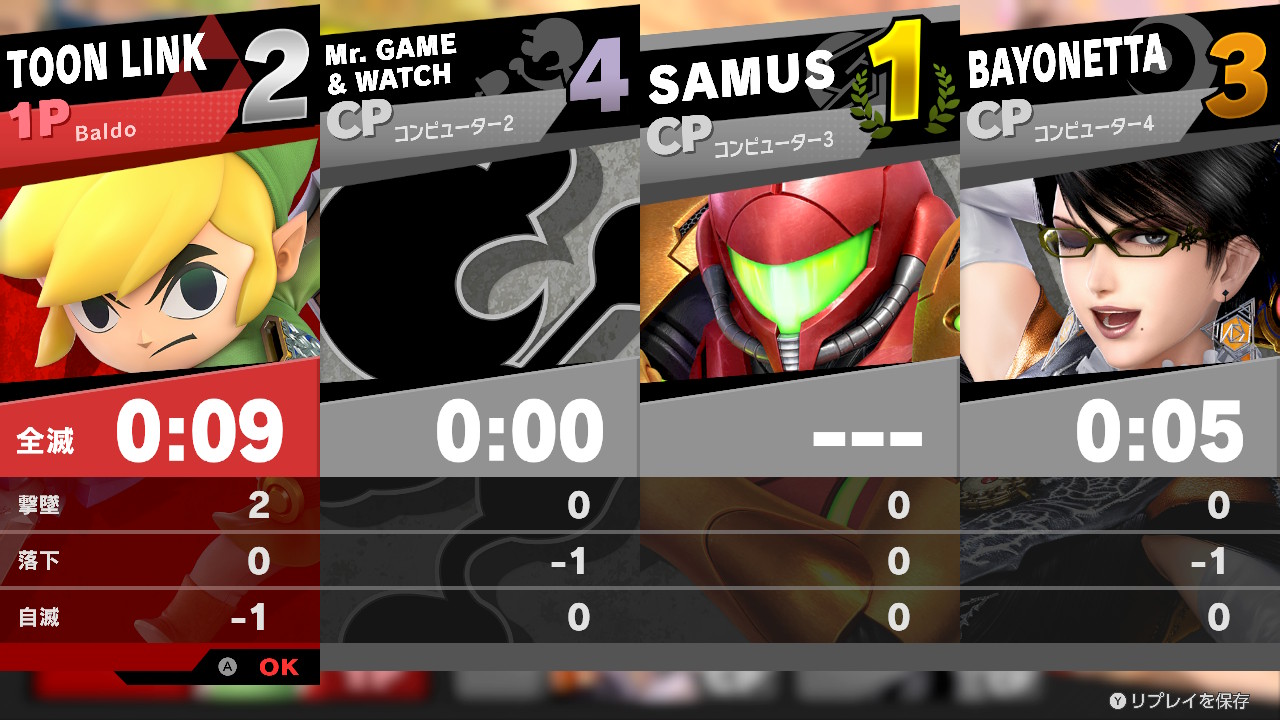 TOON LINK
2
1P
Baldo
Mr. GAME
& WATCH
4
CP
コンピューター2
SAMUS
1
CP
コンピューター3
BAYONETTA
3
CP
コンピューター4
全滅 0:09 0:00 --- 0:05
撃墜 2 0 0 0
落下 0 -1 0 -1
自滅 -1 0 0 0
A OK
Y リプレイを保存